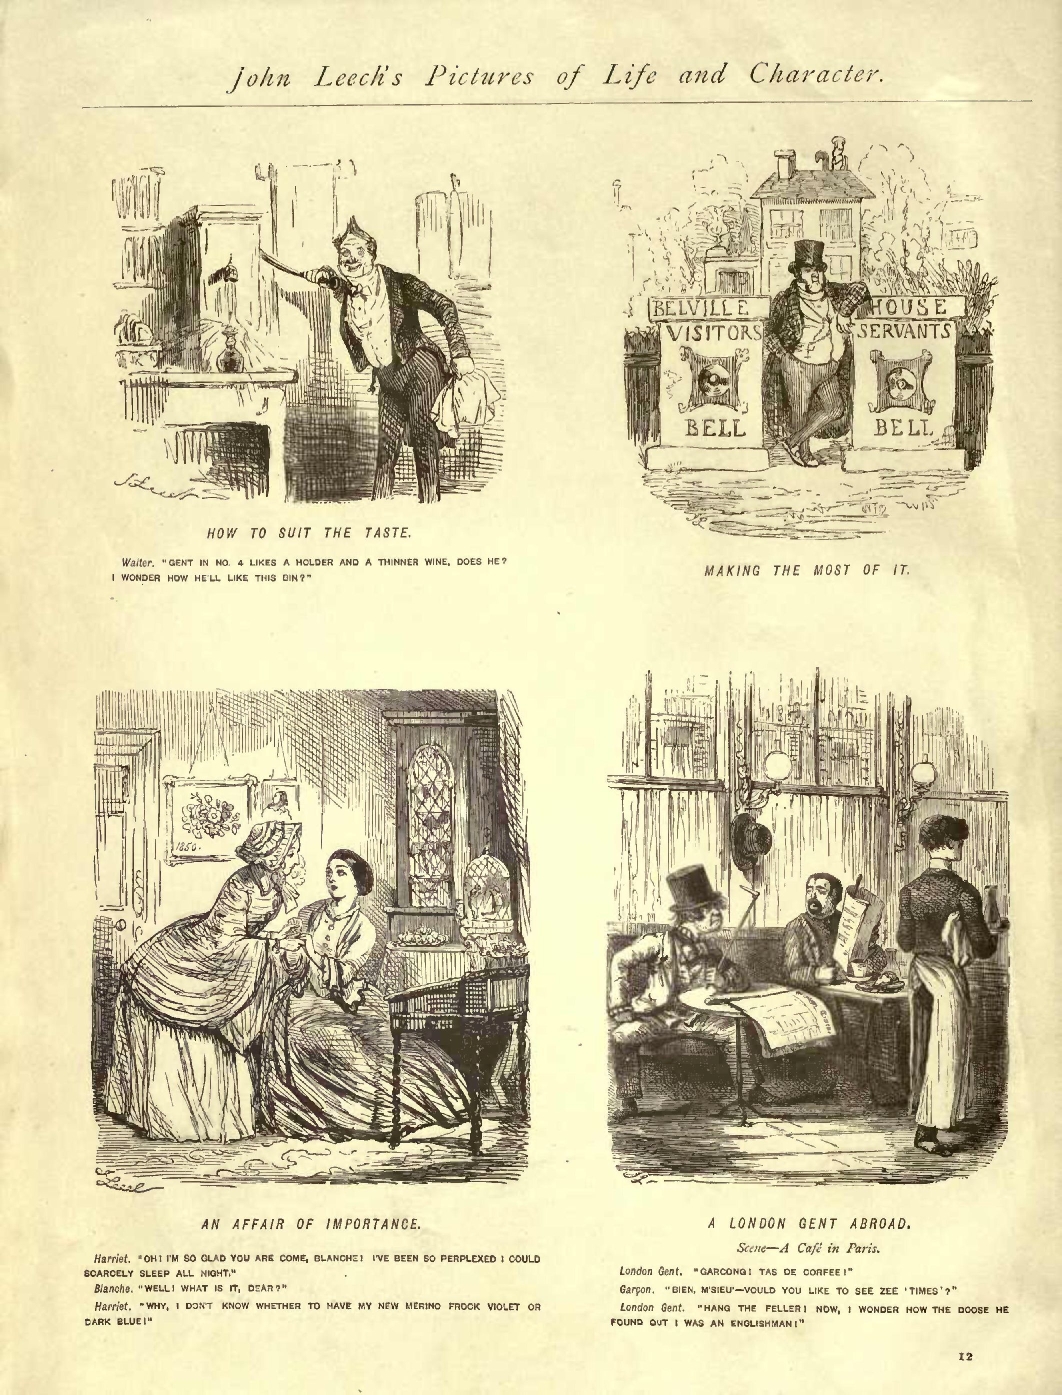 John Leech's Pictures of Life and Character.
HOW TO SUIT THE TASTE.
Waiter. "GENT IN NO. 4 LIKES A HOLDER AND A THINNER WINE, DOES HE?
I WONDER HOW HE'LL LIKE THIS BIN?"
BELVILLE HOUSE
VISITORS
BELL
SERVANTS
BELL
MAKING THE MOST OF IT.
1850.
Leech
AN AFFAIR OF IMPORTANCE.
Harriet. "OH! I'M SO GLAD YOU ARE COME, BLANCHE! I'VE BEEN SO PERPLEXED I COULD
SCARCELY SLEEP ALL NIGHT."
Blanche. "WELL! WHAT IS IT, DEAR?"
Harriet. "WHY, I DON'T KNOW WHETHER TO HAVE MY NEW MERINO FROCK VIOLET OR
DARK BLUE!"
A LONDON GENT ABROAD.
Scene—A Café in Paris.
London Gent. "GARCONG! TAS DE CORFEE!"
Garçon. "BIEN, M'SIEU'—VOULD YOU LIKE TO SEE ZEE 'TIMES'?"
London Gent. "HANG THE FELLER! NOW, I WONDER HOW THE DOOSE HE
FOUND OUT I WAS AN ENGLISHMAN!"
12